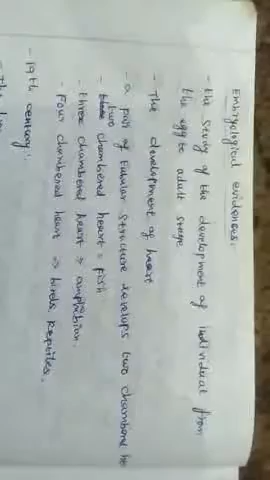 Embryological evidences:
- the study of the development of individual from
the egg to adult stage
- The development of heart
- a pair of tubular structure develops two chambered he
- two chambered heart = fish
- three chambered heart => amphibian.
- Four chambered heart => birds, Reptiles.
- 19th century: